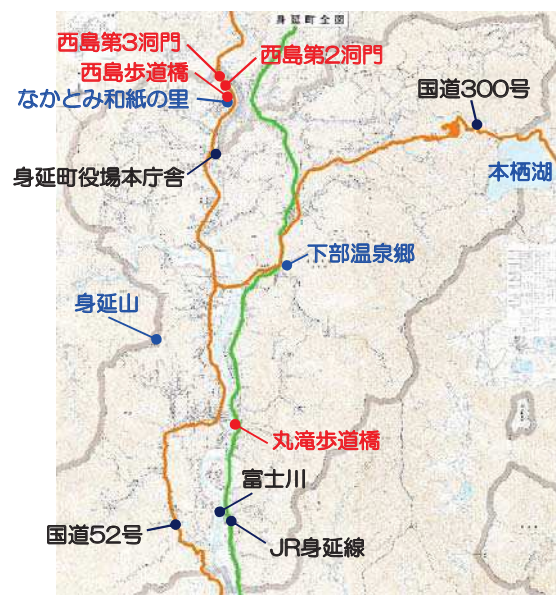 身延町全図
西島第3洞門
西島第2洞門
西島歩道橋
なかとみ和紙の里
国道300号
身延町役場本庁舎
本栖湖
下部温泉郷
身延山
丸滝歩道橋
富士川
国道52号
JR身延線